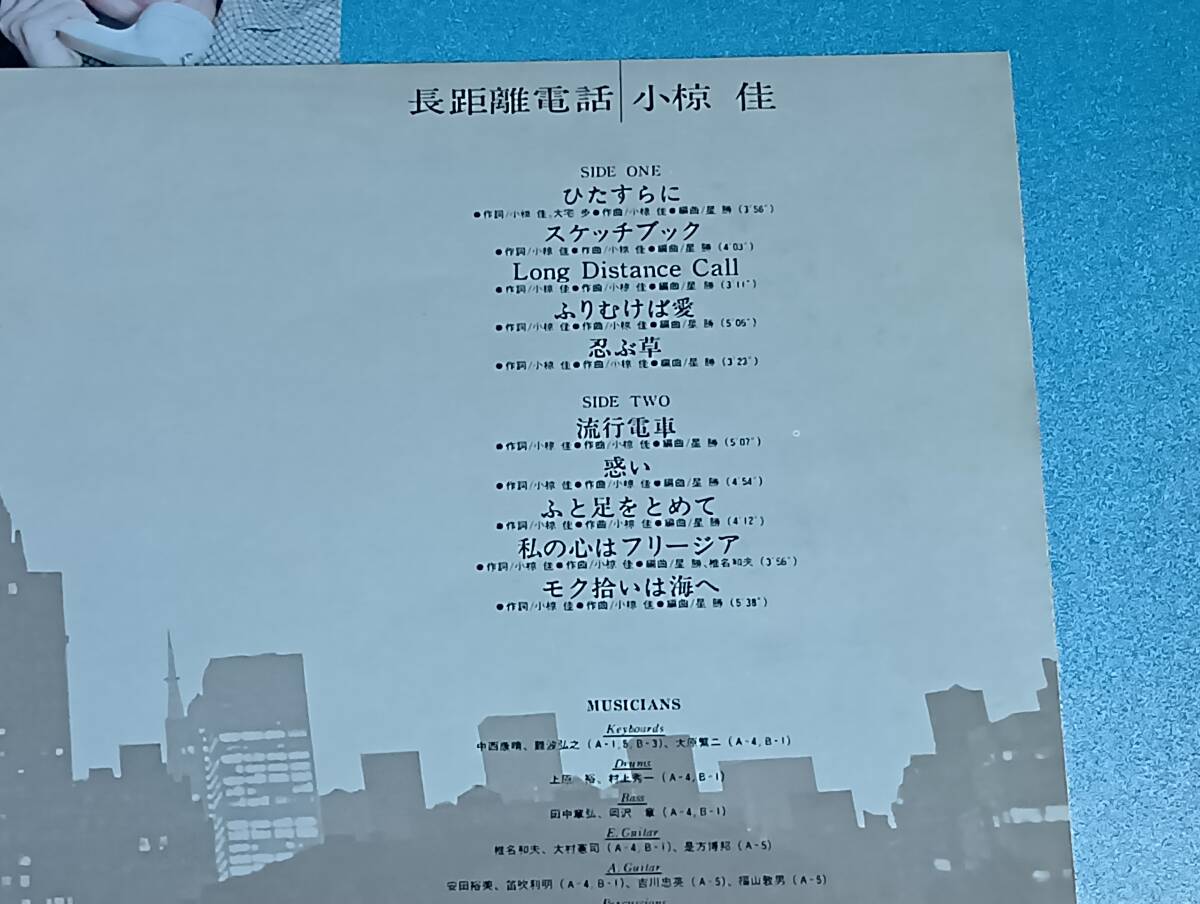 長距離電話 小椋 佳
SIDE ONE
ひたすらに
●作詞/小椋 佳、大宅 歩●作曲/小椋 佳●編曲/星 勝 (3'56")
スケッチブック
●作詞/小椋 佳●作曲/小椋 佳●編曲/星 勝 (4'03")
Long Distance Call
●作詞/小椋 佳●作曲/小椋 佳●編曲/星 勝 (3'11")
ふりむけば愛
●作詞/小椋 佳●作曲/小椋 佳●編曲/星 勝 (5'05")
忍ぶ草
●作詞/小椋 佳●作曲/小椋 佳●編曲/星 勝 (3'23")
SIDE TWO
流行電車
●作詞/小椋 佳●作曲/小椋 佳●編曲/星 勝 (5'07")
惑い
●作詞/小椋 佳●作曲/小椋 佳●編曲/星 勝 (4'54")
ふと足をとめて
●作詞/小椋 佳●作曲/小椋 佳●編曲/星 勝 (4'12")
私の心はフリージア
●作詞/小椋 佳●作曲/小椋 佳●編曲/星 勝、椎名和夫 (3'56")
モク拾いは海へ
●作詞/小椋 佳●作曲/小椋 佳●編曲/星 勝 (5'38")
MUSICIANS
Keyboards
中西康晴、難波弘之 (A-1, 5, B-3)、大原繁二 (A-4, B-1)
Drums
上原 裕、村上秀一 (A-4, B-1)
Bass
田中章弘、岡沢 章 (A-4, B-1)
E. Guitar
椎名和夫、大村憲司 (A-4, B-1)、是方博邦 (A-5)
A. Guitar
安田裕美、笛吹利明 (A-4, B-1)、吉川忠英 (A-5)、福山敦男 (A-5)
Percussions